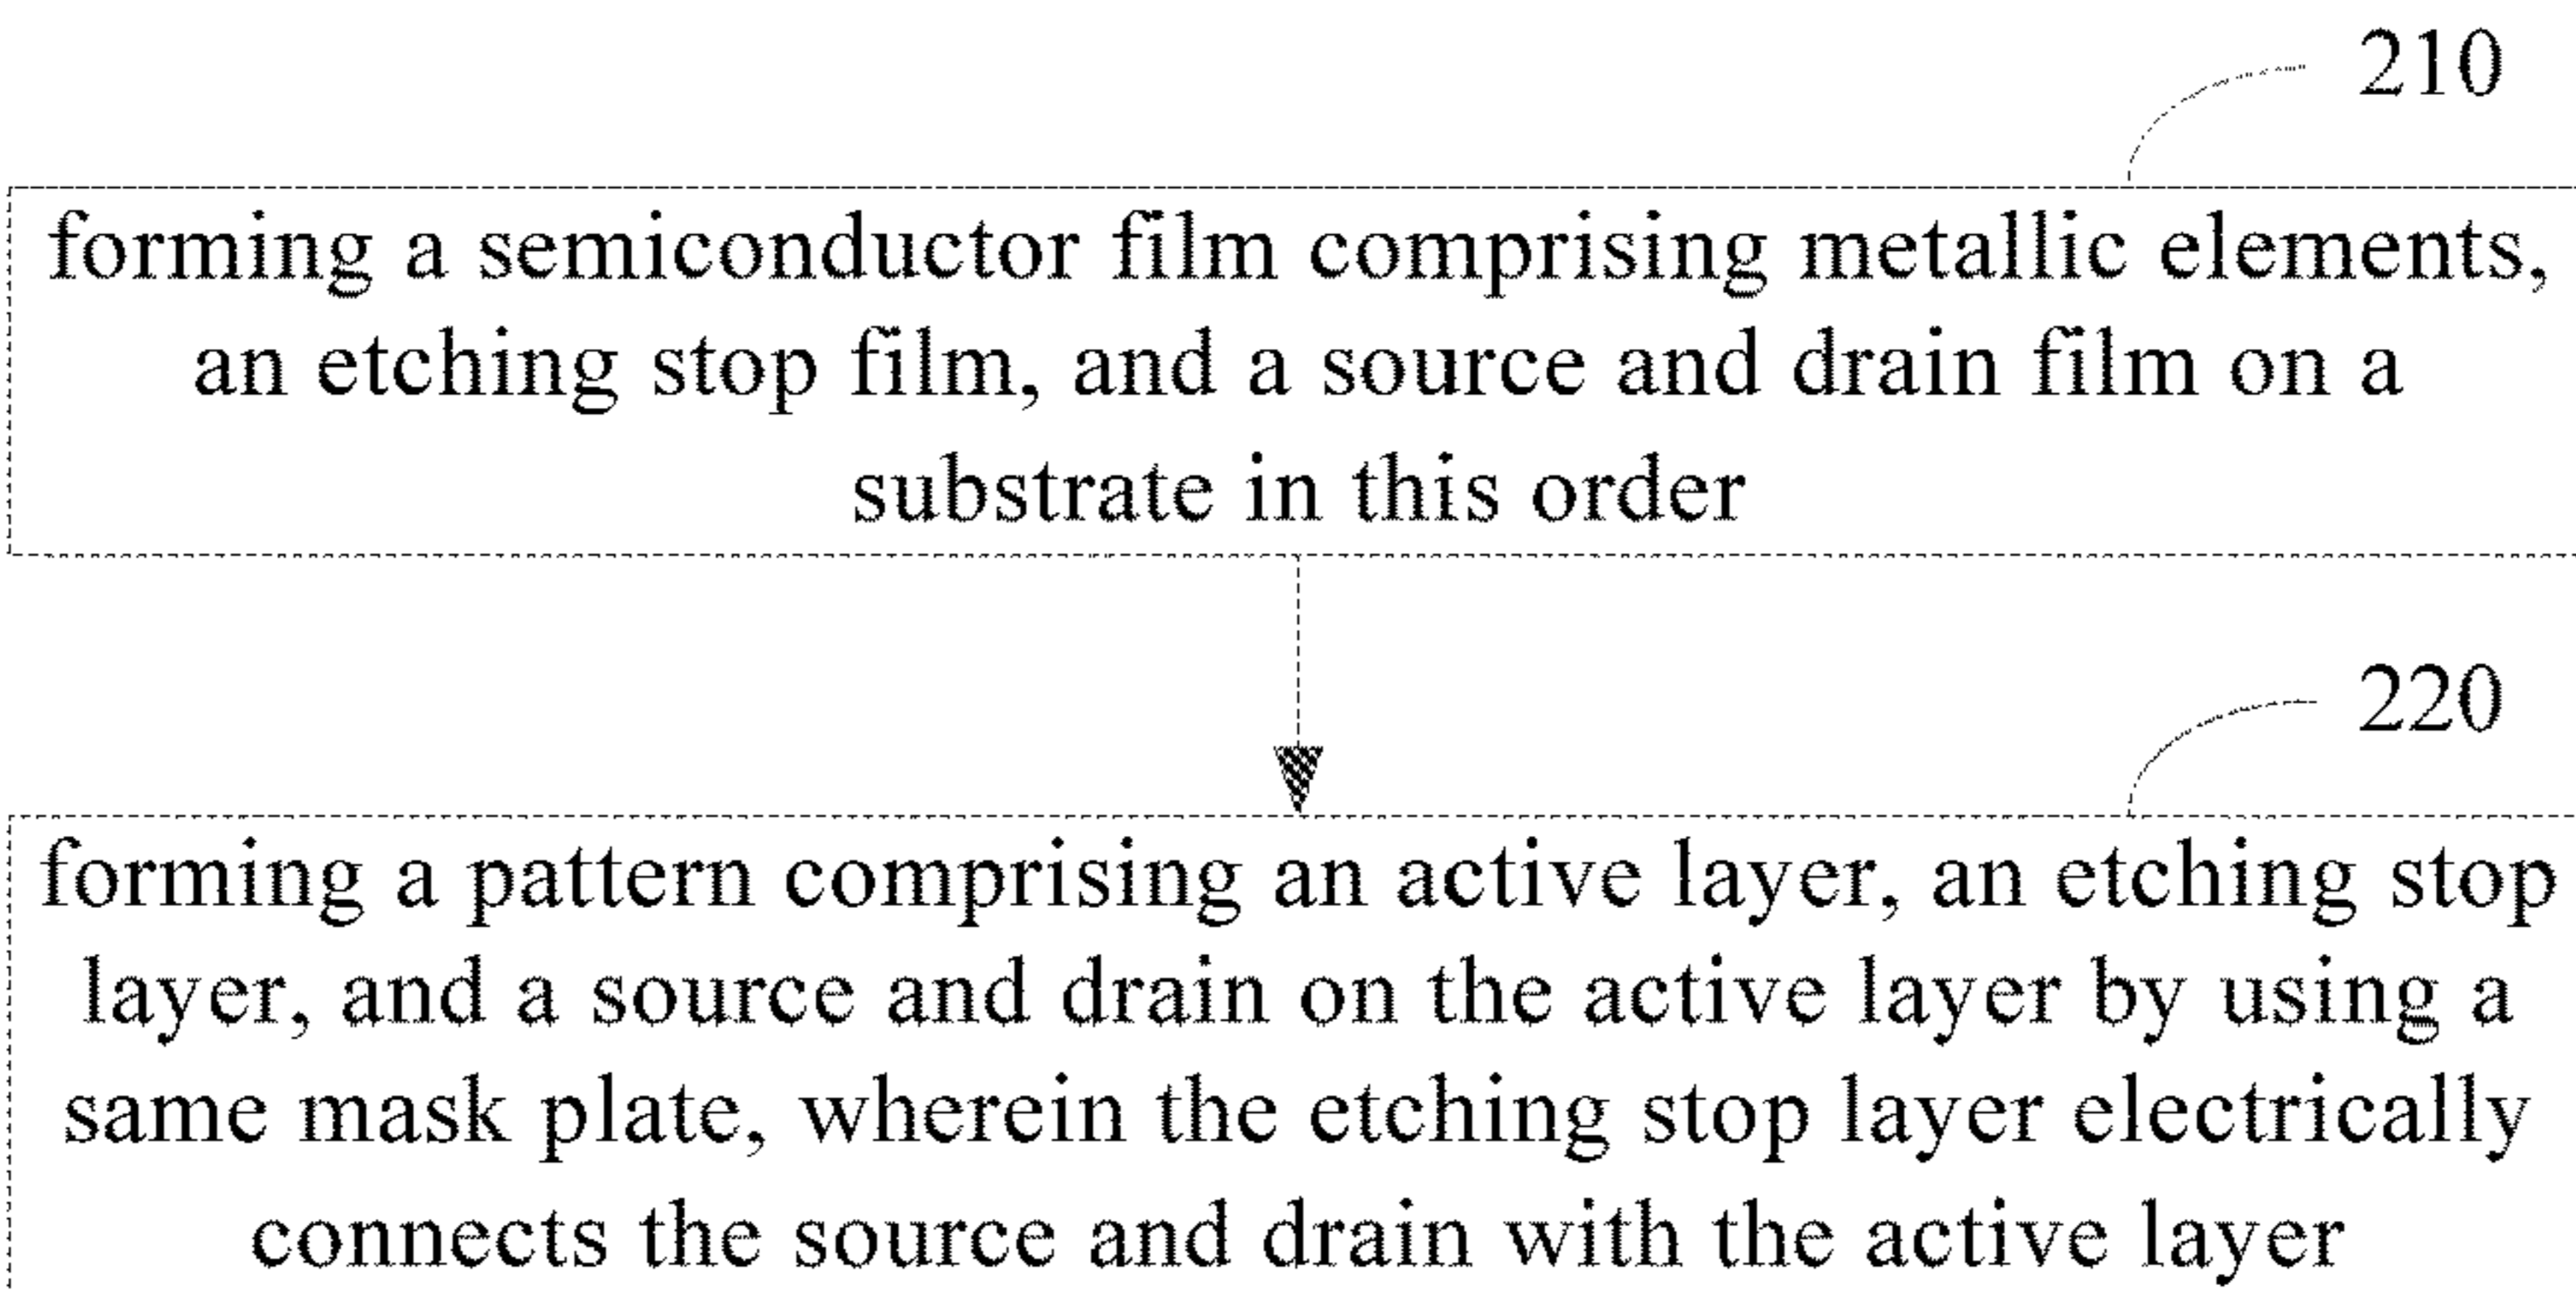 210
forming a semiconductor film comprising metallic elements,
an etching stop film, and a source and drain film on a
substrate in this order
220
forming a pattern comprising an active layer, an etching stop
layer, and a source and drain on the active layer by using a
same mask plate, wherein the etching stop layer electrically
connects the source and drain with the active layer